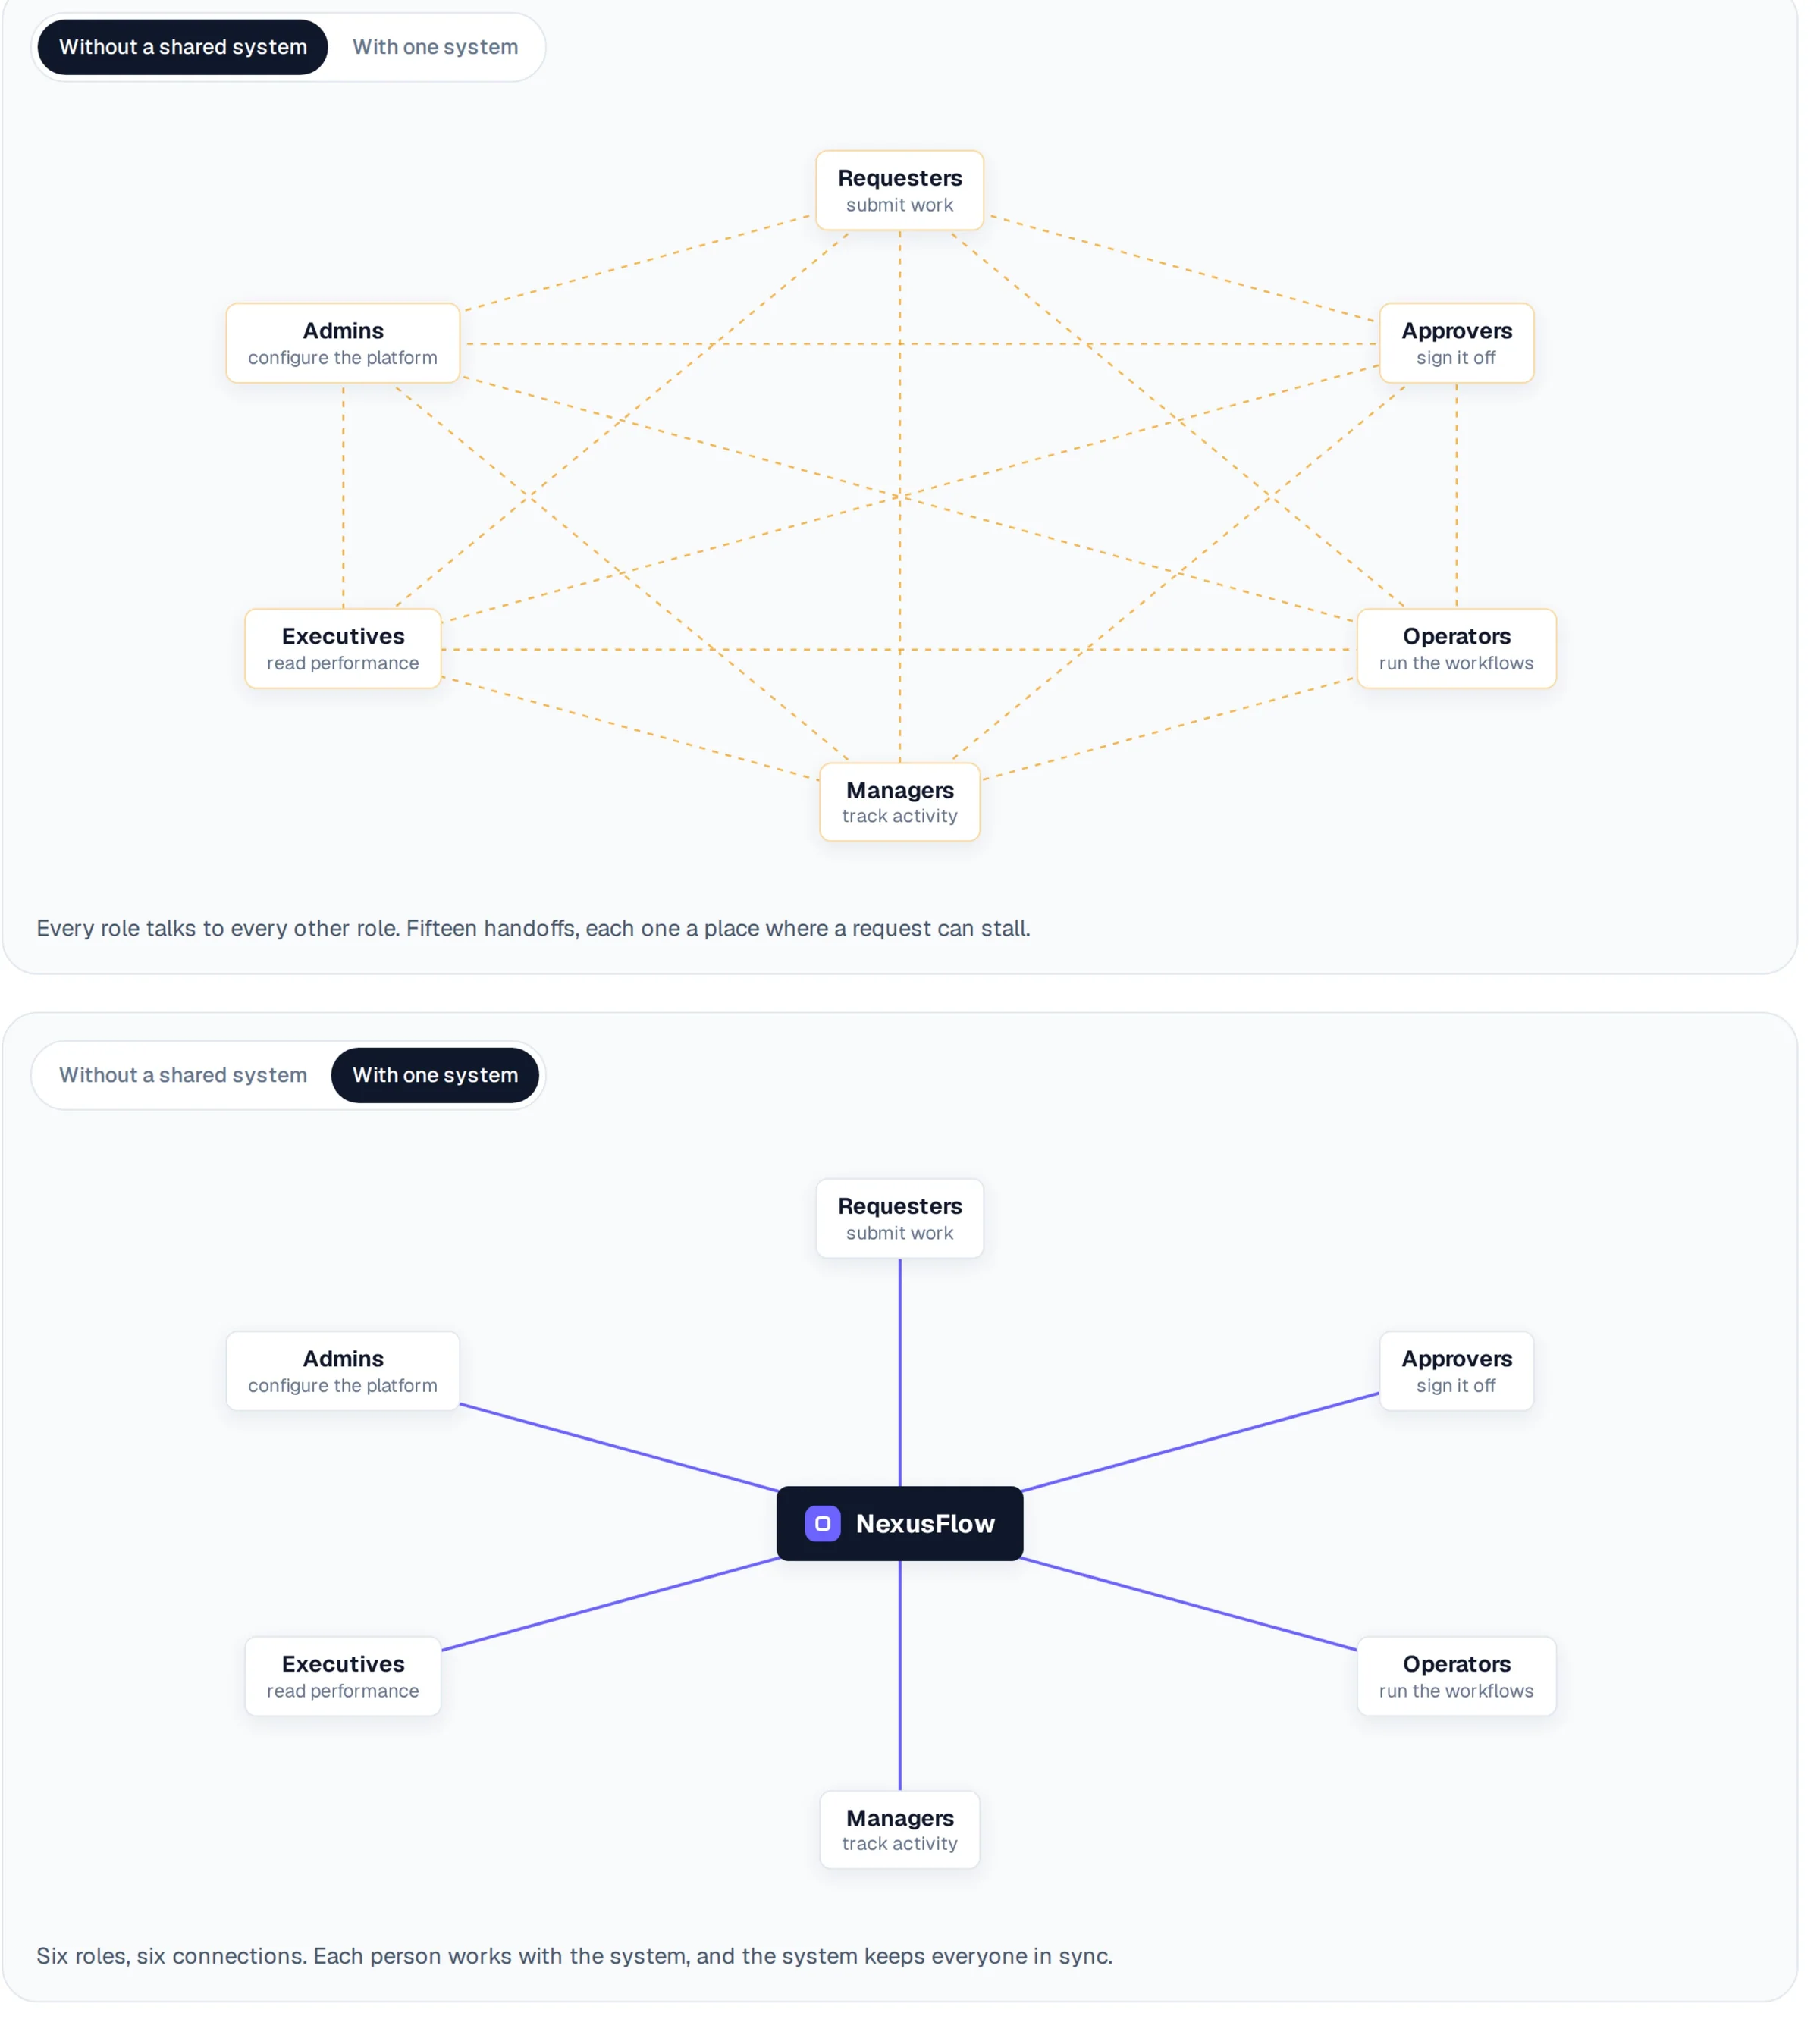 Without a shared system
With one system
Requesters
submit work
Admins
configure the platform
Approvers
sign it off
Executives
read performance
Operators
run the workflows
Managers
track activity
Every role talks to every other role. Fifteen handoffs, each one a place where a request can stall.
Without a shared system
With one system
Requesters
submit work
Admins
configure the platform
Approvers
sign it off
NexusFlow
Executives
read performance
Operators
run the workflows
Managers
track activity
Six roles, six connections. Each person works with the system, and the system keeps everyone in sync.